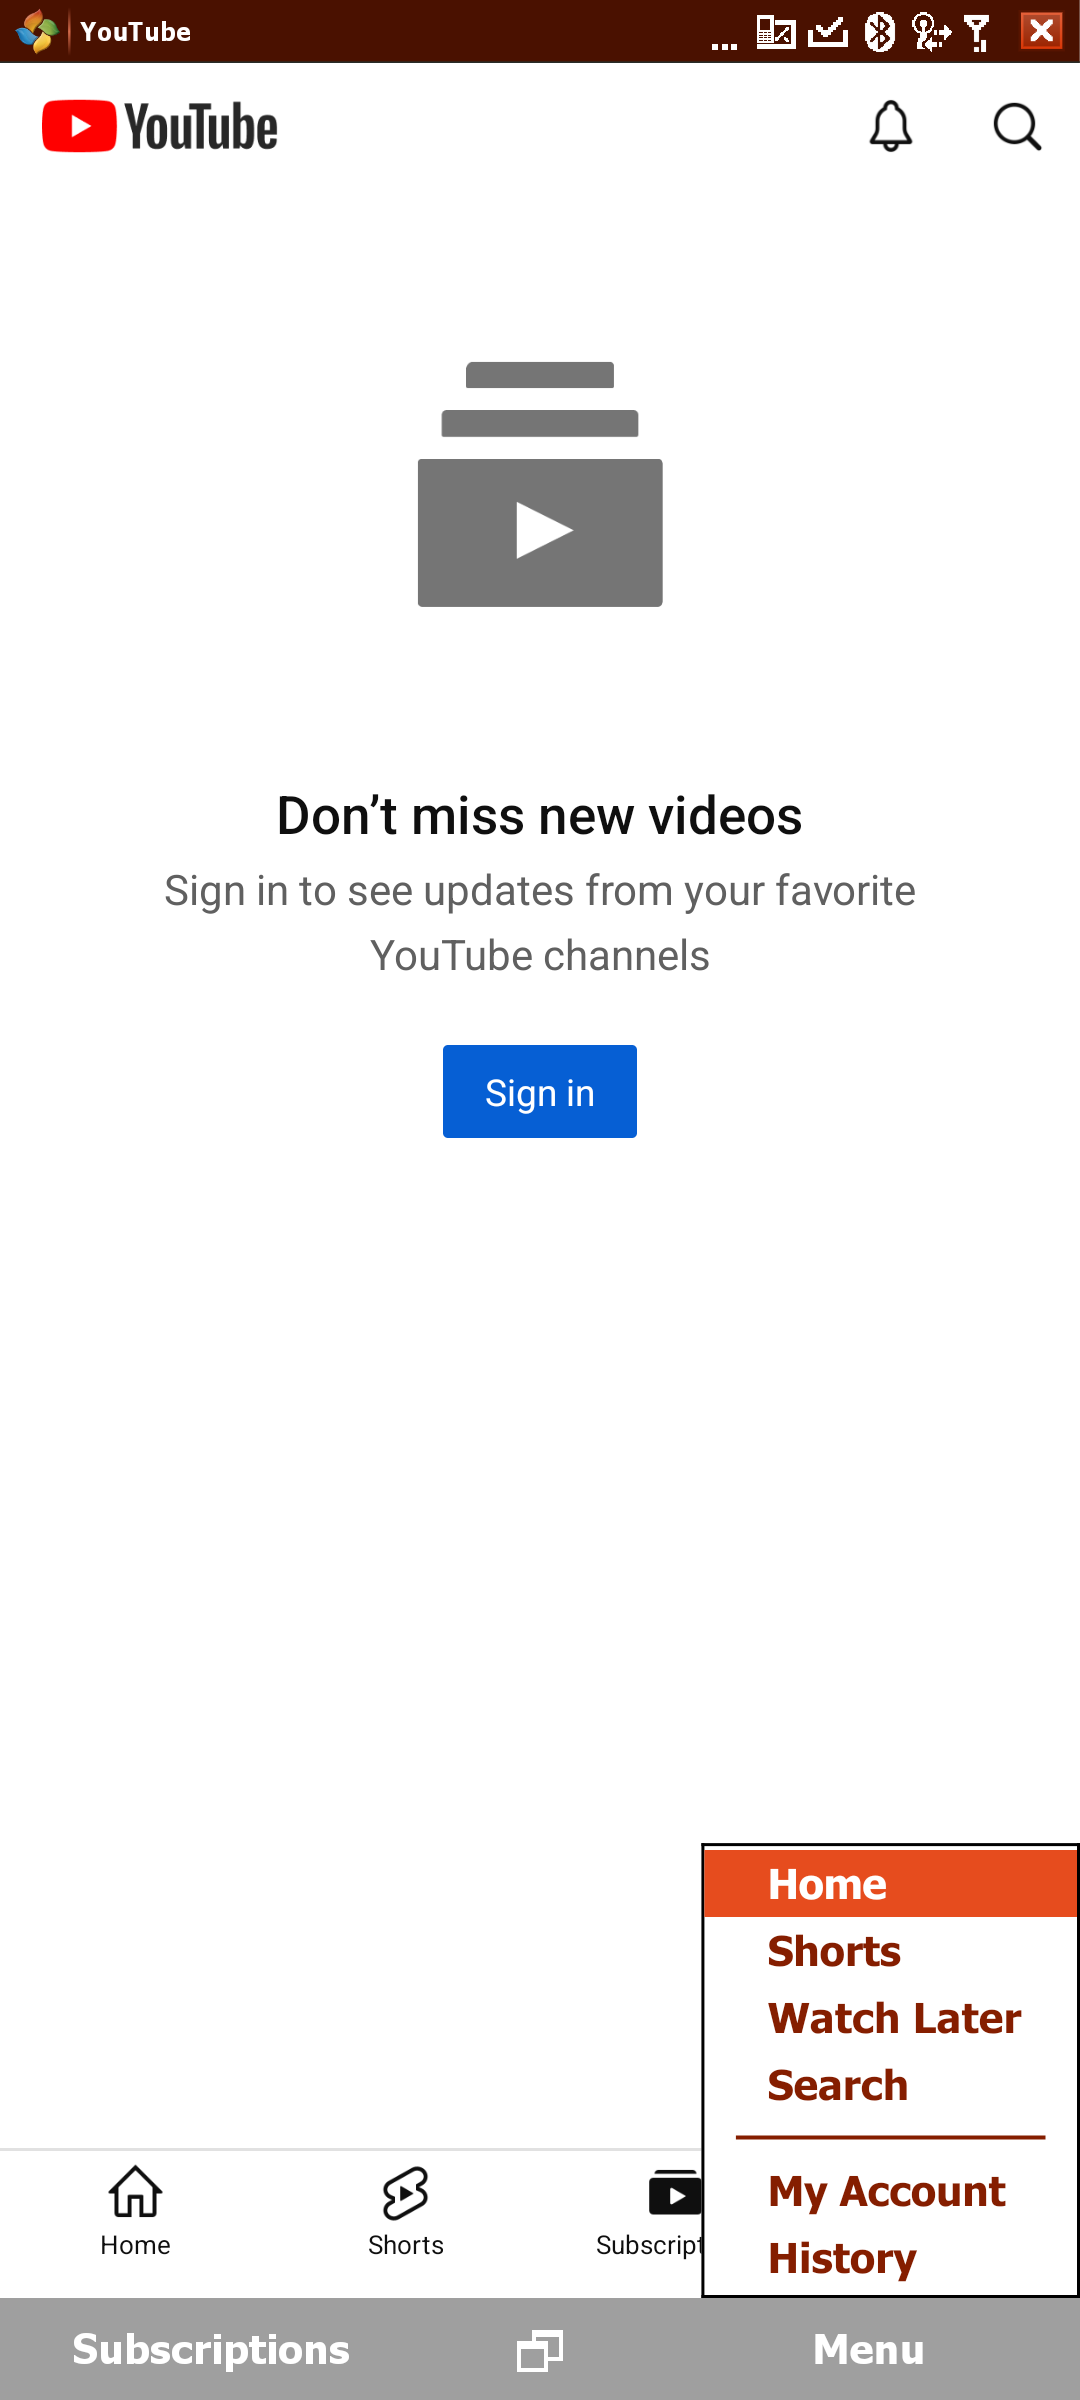 YouTube
YouTube
Don’t miss new videos
Sign in to see updates from your favorite
YouTube channels
Sign in
Home
Shorts
Watch Later
Search
My Account
History
Home
Shorts
Subscript
Subscriptions
Menu